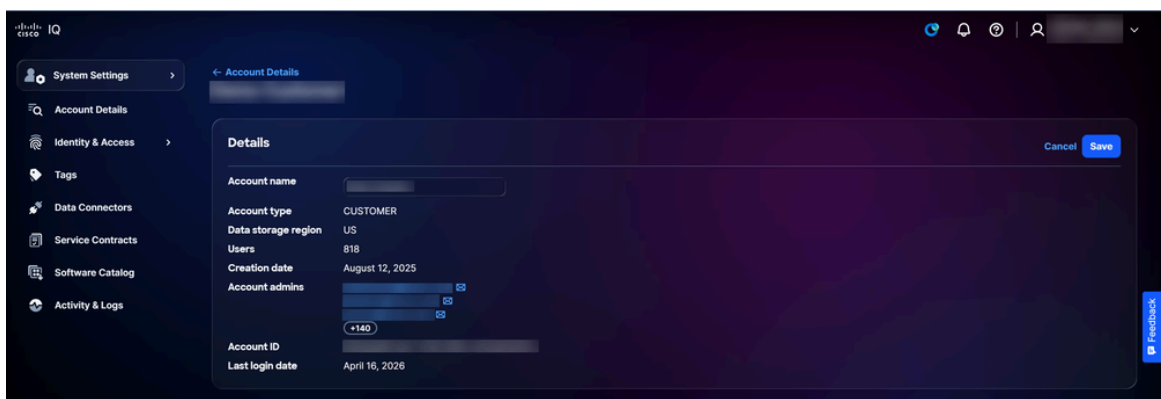 cisco IQ
System Settings
Account Details
Identity & Access
Tags
Data Connectors
Service Contracts
Software Catalog
Activity & Logs
← Account Details
Details
Cancel Save
Account name
Account type CUSTOMER
Data storage region US
Users 818
Creation date August 12, 2025
Account admins
+140
Account ID
Last login date April 16, 2026
Feedback